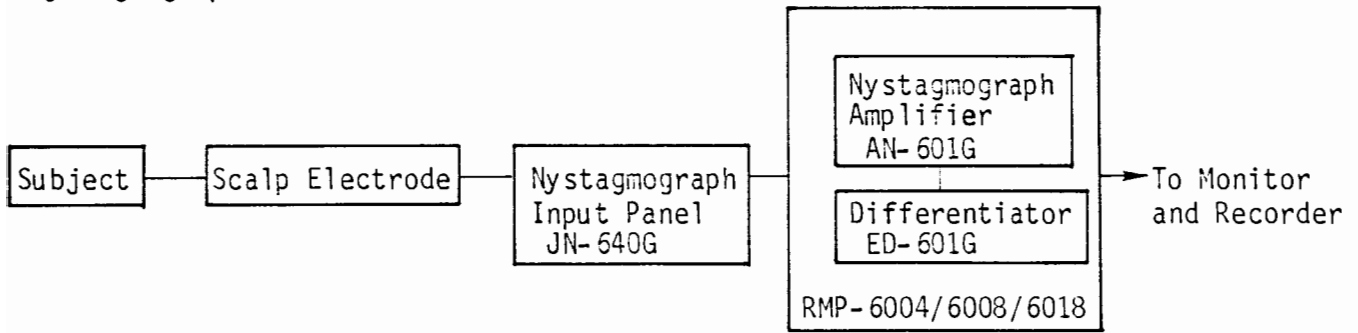 Subject
Scalp Electrode
Nystagmograph
Input Panel
JN-640G
Nystagmograph
Amplifier
AN-601G
Differentiator
ED-601G
RMP-6004/6008/6018
To Monitor
and Recorder